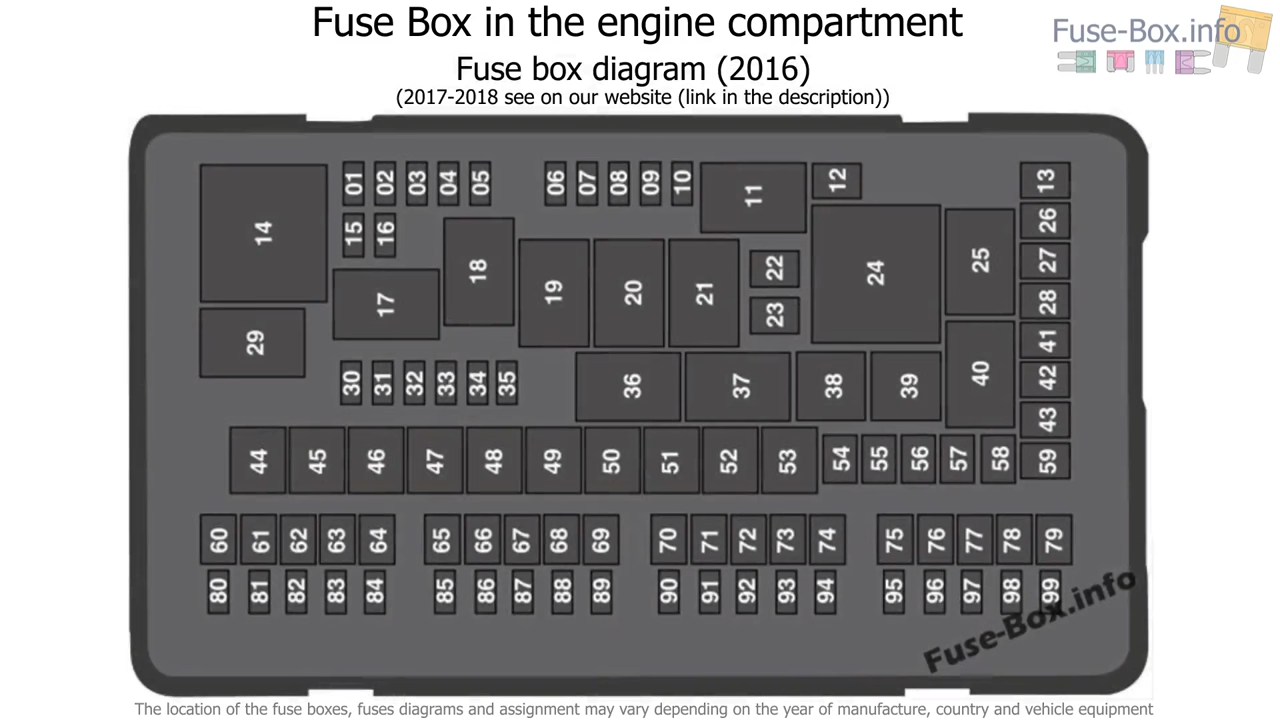 Fuse Box in the engine compartment
Fuse-Box.info
Fuse box diagram (2016)
(2017-2018 see on our website (link in the description))
01 02 03 04 05 06 07 08 09 10 11 12 13
14 15 16 17 18 19 20 21 22 23 24 25 26
27
28
29 30 31 32 33 34 35 36 37 38 39 40 41
42
43
44 45 46 47 48 49 50 51 52 53 54 55 56 57 58 59
60 61 62 63 64 65 66 67 68 69 70 71 72 73 74 75 76 77 78 79
80 81 82 83 84 85 86 87 88 89 90 91 92 93 94 95 96 97 98 99
Fuse-Box.info
The location of the fuse boxes, fuses diagrams and assignment may vary depending on the year of manufacture, country and vehicle equipment